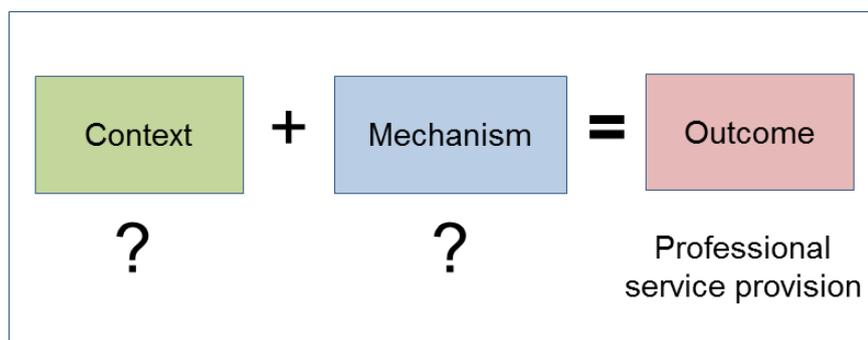 Context + Mechanism = Outcome
? ? Professional
service provision